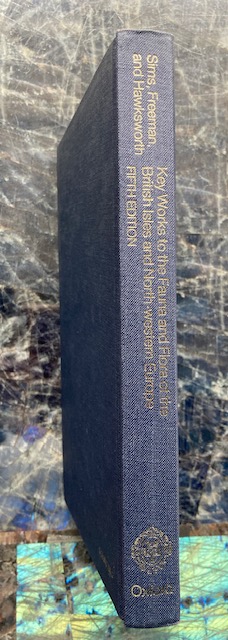 Sims, Freeman,
and Hawksworth
Key Works to the Fauna and Flora of the
British Isles and North-western Europe
FIFTH EDITION
Oxford